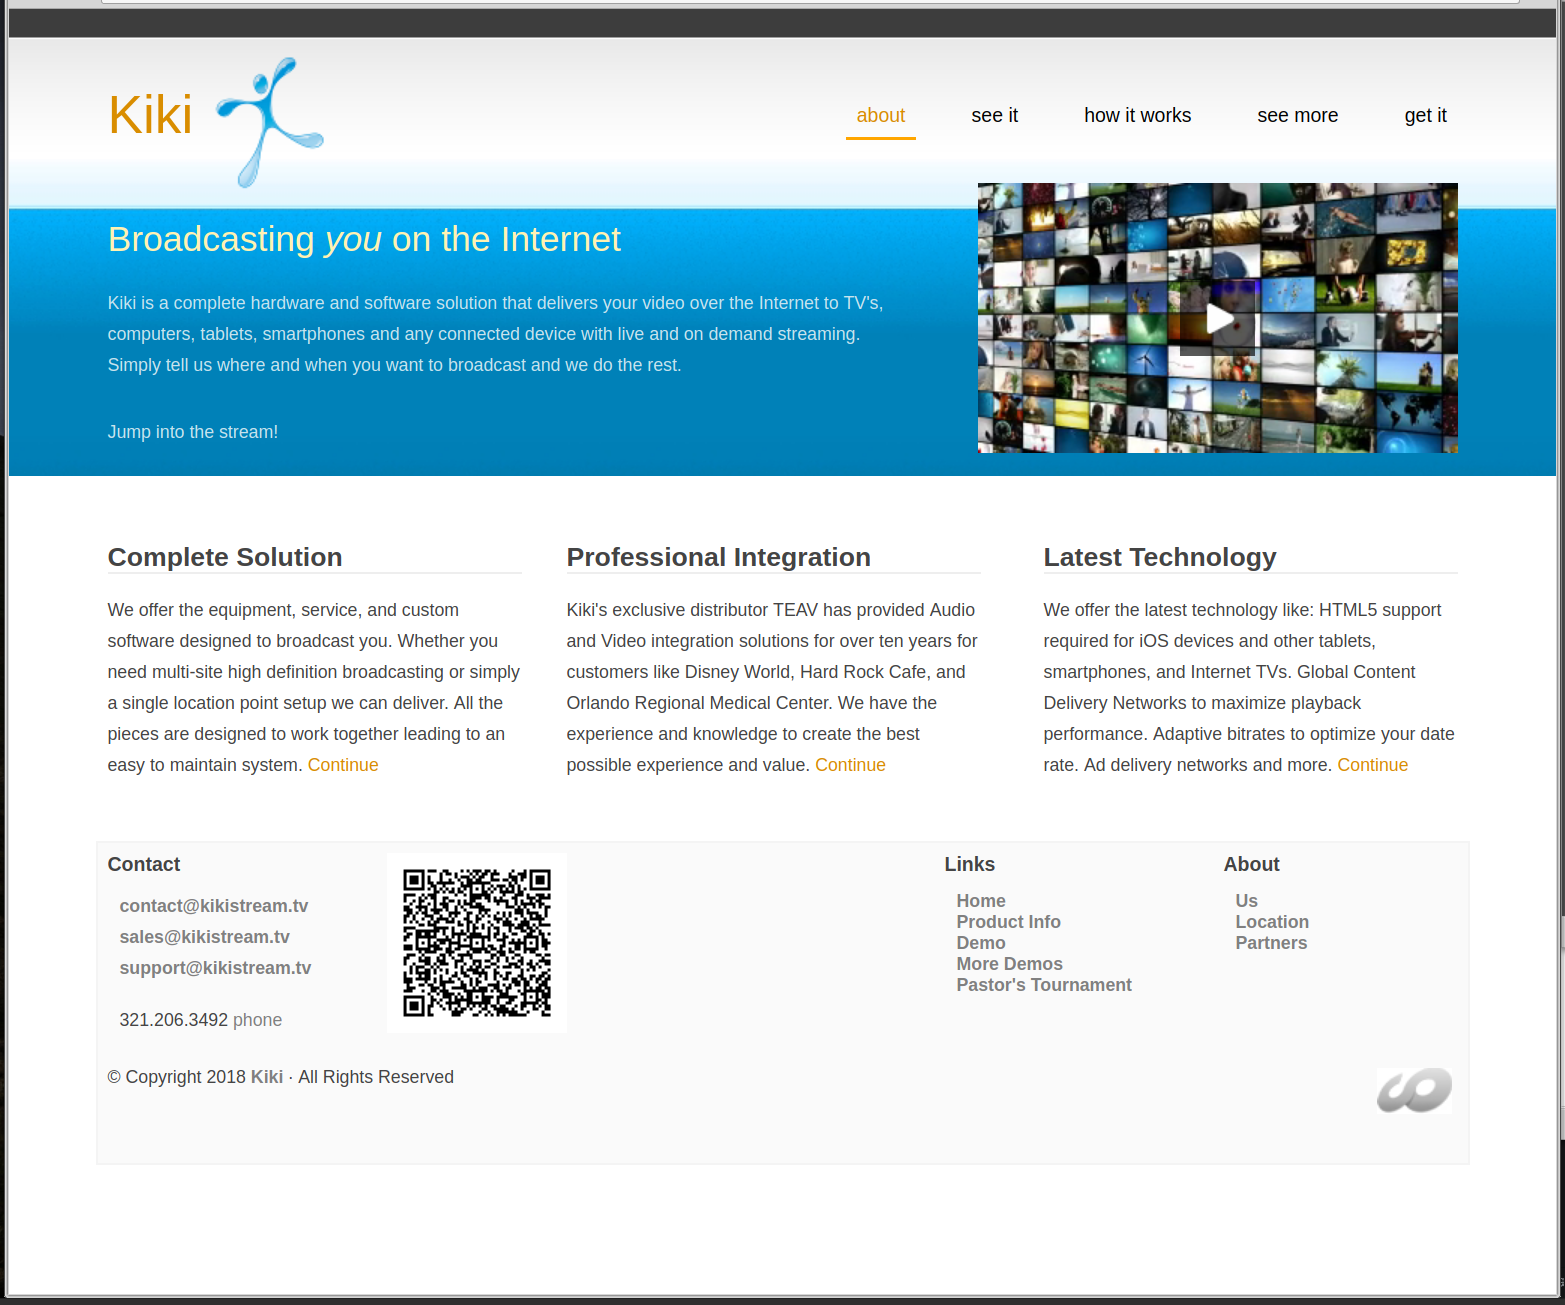 Kiki
about see it how it works see more get it
Broadcasting you on the Internet
Kiki is a complete hardware and software solution that delivers your video over the Internet to TV's,
computers, tablets, smartphones and any connected device with live and on demand streaming.
Simply tell us where and when you want to broadcast and we do the rest.
Jump into the stream!
Complete Solution
We offer the equipment, service, and custom
software designed to broadcast you. Whether you
need multi-site high definition broadcasting or simply
a single location point setup we can deliver. All the
pieces are designed to work together leading to an
easy to maintain system. Continue
Professional Integration
Kiki's exclusive distributor TEAV has provided Audio
and Video integration solutions for over ten years for
customers like Disney World, Hard Rock Cafe, and
Orlando Regional Medical Center. We have the
experience and knowledge to create the best
possible experience and value. Continue
Latest Technology
We offer the latest technology like: HTML5 support
required for iOS devices and other tablets,
smartphones, and Internet TVs. Global Content
Delivery Networks to maximize playback
performance. Adaptive bitrates to optimize your date
rate. Ad delivery networks and more. Continue
Contact
contact@kikistream.tv
sales@kikistream.tv
support@kikistream.tv
321.206.3492 phone
Links
Home
Product Info
Demo
More Demos
Pastor's Tournament
About
Us
Location
Partners
© Copyright 2018 Kiki · All Rights Reserved